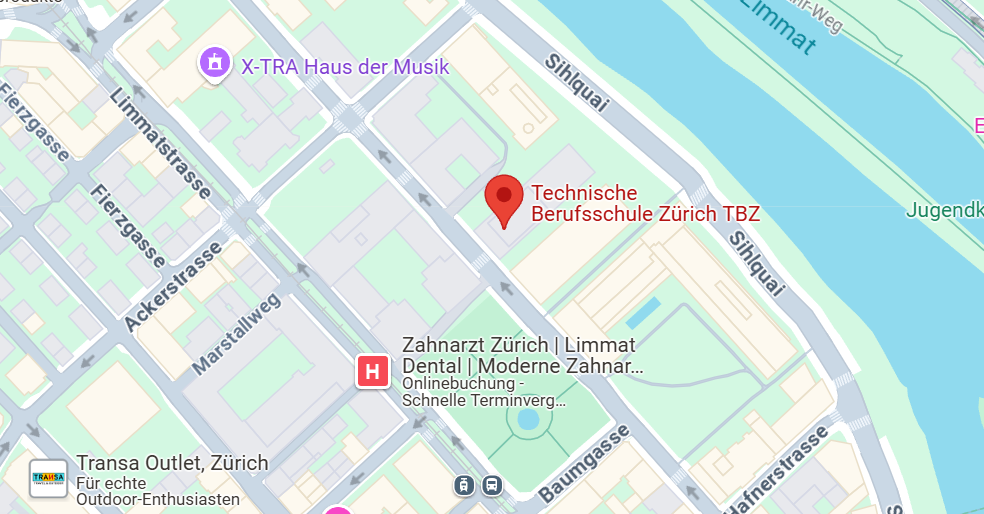 Limmat
X-TRA Haus der Musik
Sihlquai
Limmatstrasse
Fierzgasse
Technische
Berufsschule Zürich TBZ
Fierzgasse
Jugendk
Sihlquai
Ackerstrasse
Marstallweg
Zahnarzt Zürich | Limmat
Dental | Moderne Zahnar...
Onlinebuchung -
Schnelle Terminverg...
H
Baumgasse
Hafnerstrasse
Transa Outlet, Zürich
Für echte
Outdoor-Enthusiasten
TRANSA